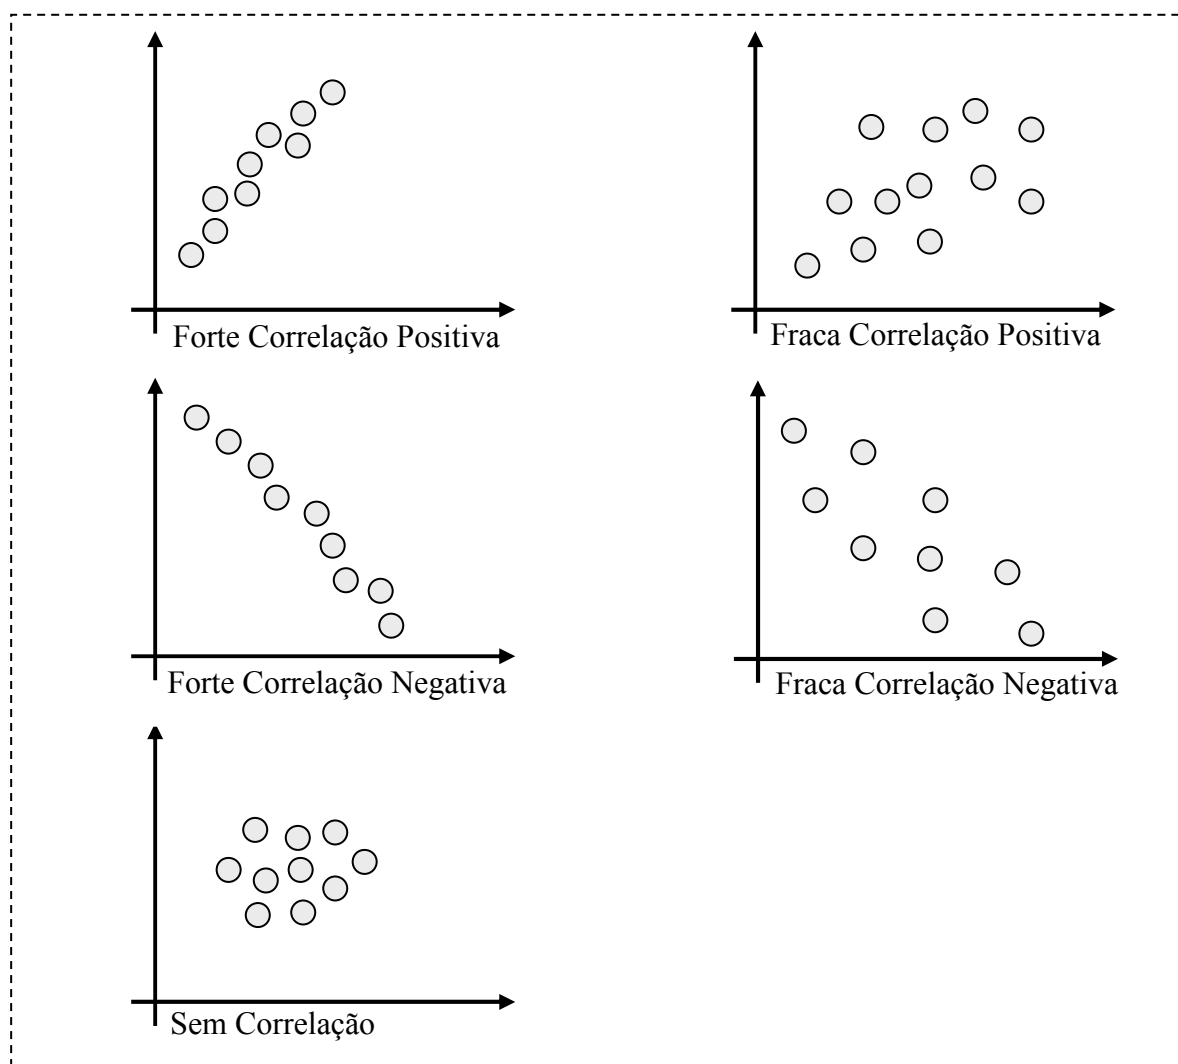 Forte Correlação Positiva
Fraca Correlação Positiva
Forte Correlação Negativa
Fraca Correlação Negativa
Sem Correlação